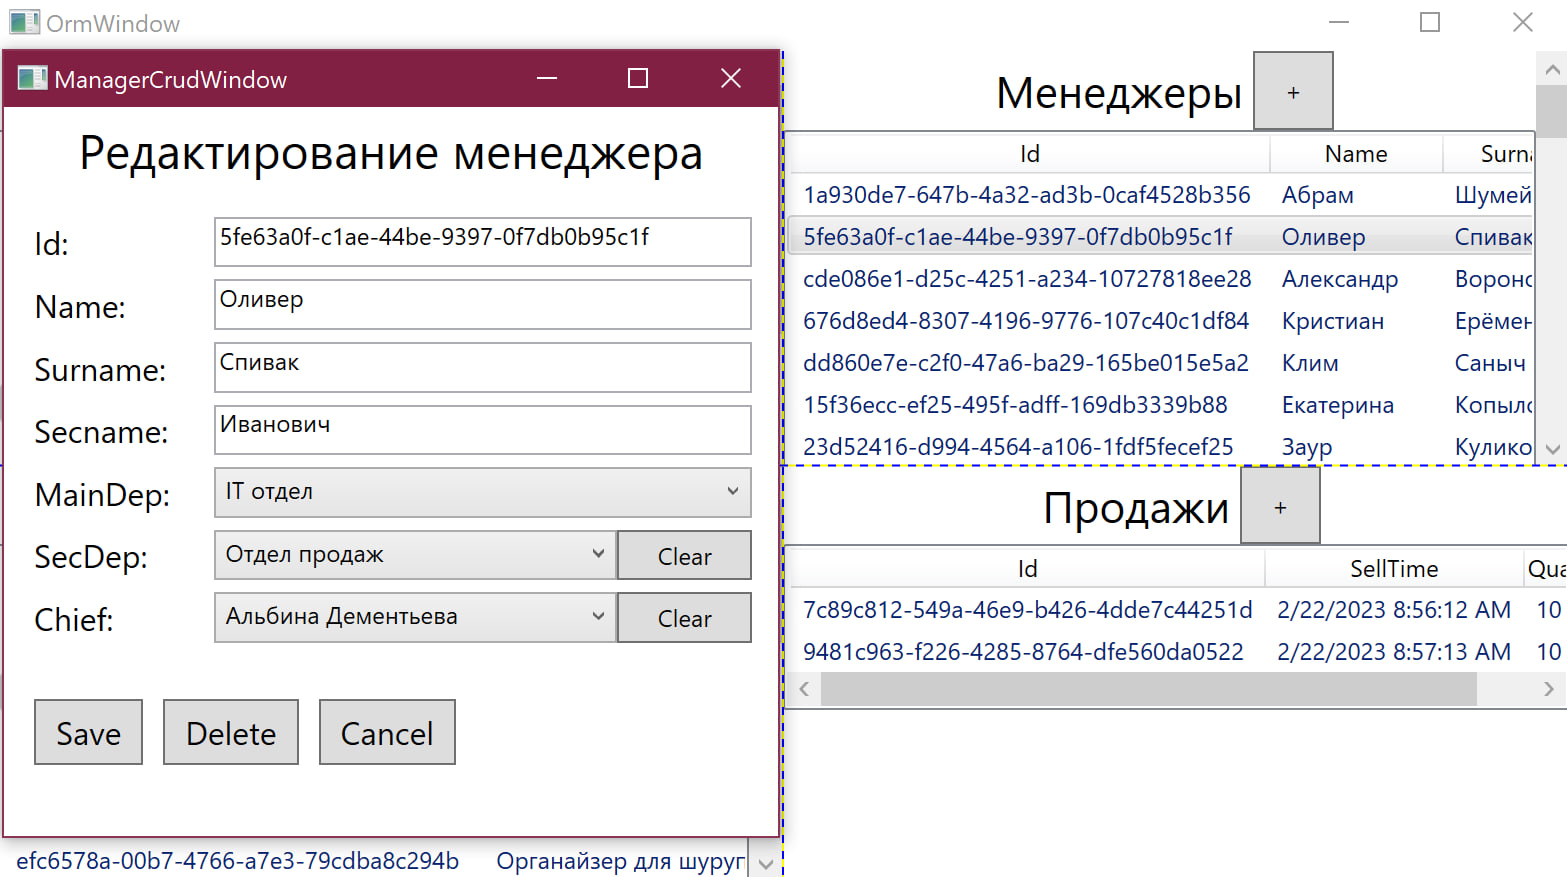 OrmWindow
ManagerCrudWindow
Редактирование менеджера
Id: 5fe63a0f-c1ae-44be-9397-0f7db0b95c1f
Name: Оливер
Surname: Спивак
Secname: Иванович
MainDep: IT отдел
SecDep: Отдел продаж Clear
Chief: Альбина Дементьева Clear
Save Delete Cancel
efc6578a-00b7-4766-a7e3-79cdba8c294b Органайзер для шуруп
Менеджеры +
Id Name Surna
1a930de7-647b-4a32-ad3b-0caf4528b356 Абрам Шумей
5fe63a0f-c1ae-44be-9397-0f7db0b95c1f Оливер Спивак
cde086e1-d25c-4251-a234-10727818ee28 Александр Воронс
676d8ed4-8307-4196-9776-107c40c1df84 Кристиан Ерёмен
dd860e7e-c2f0-47a6-ba29-165be015e5a2 Клим Саныч
15f36ecc-ef25-495f-adff-169db3339b88 Екатерина Копыло
23d52416-d994-4564-a106-1fdf5fecef25 Заур Кулико
Продажи +
Id SellTime Qua
7c89c812-549a-46e9-b426-4dde7c44251d 2/22/2023 8:56:12 AM 10
9481c963-f226-4285-8764-dfe560da0522 2/22/2023 8:57:13 AM 10